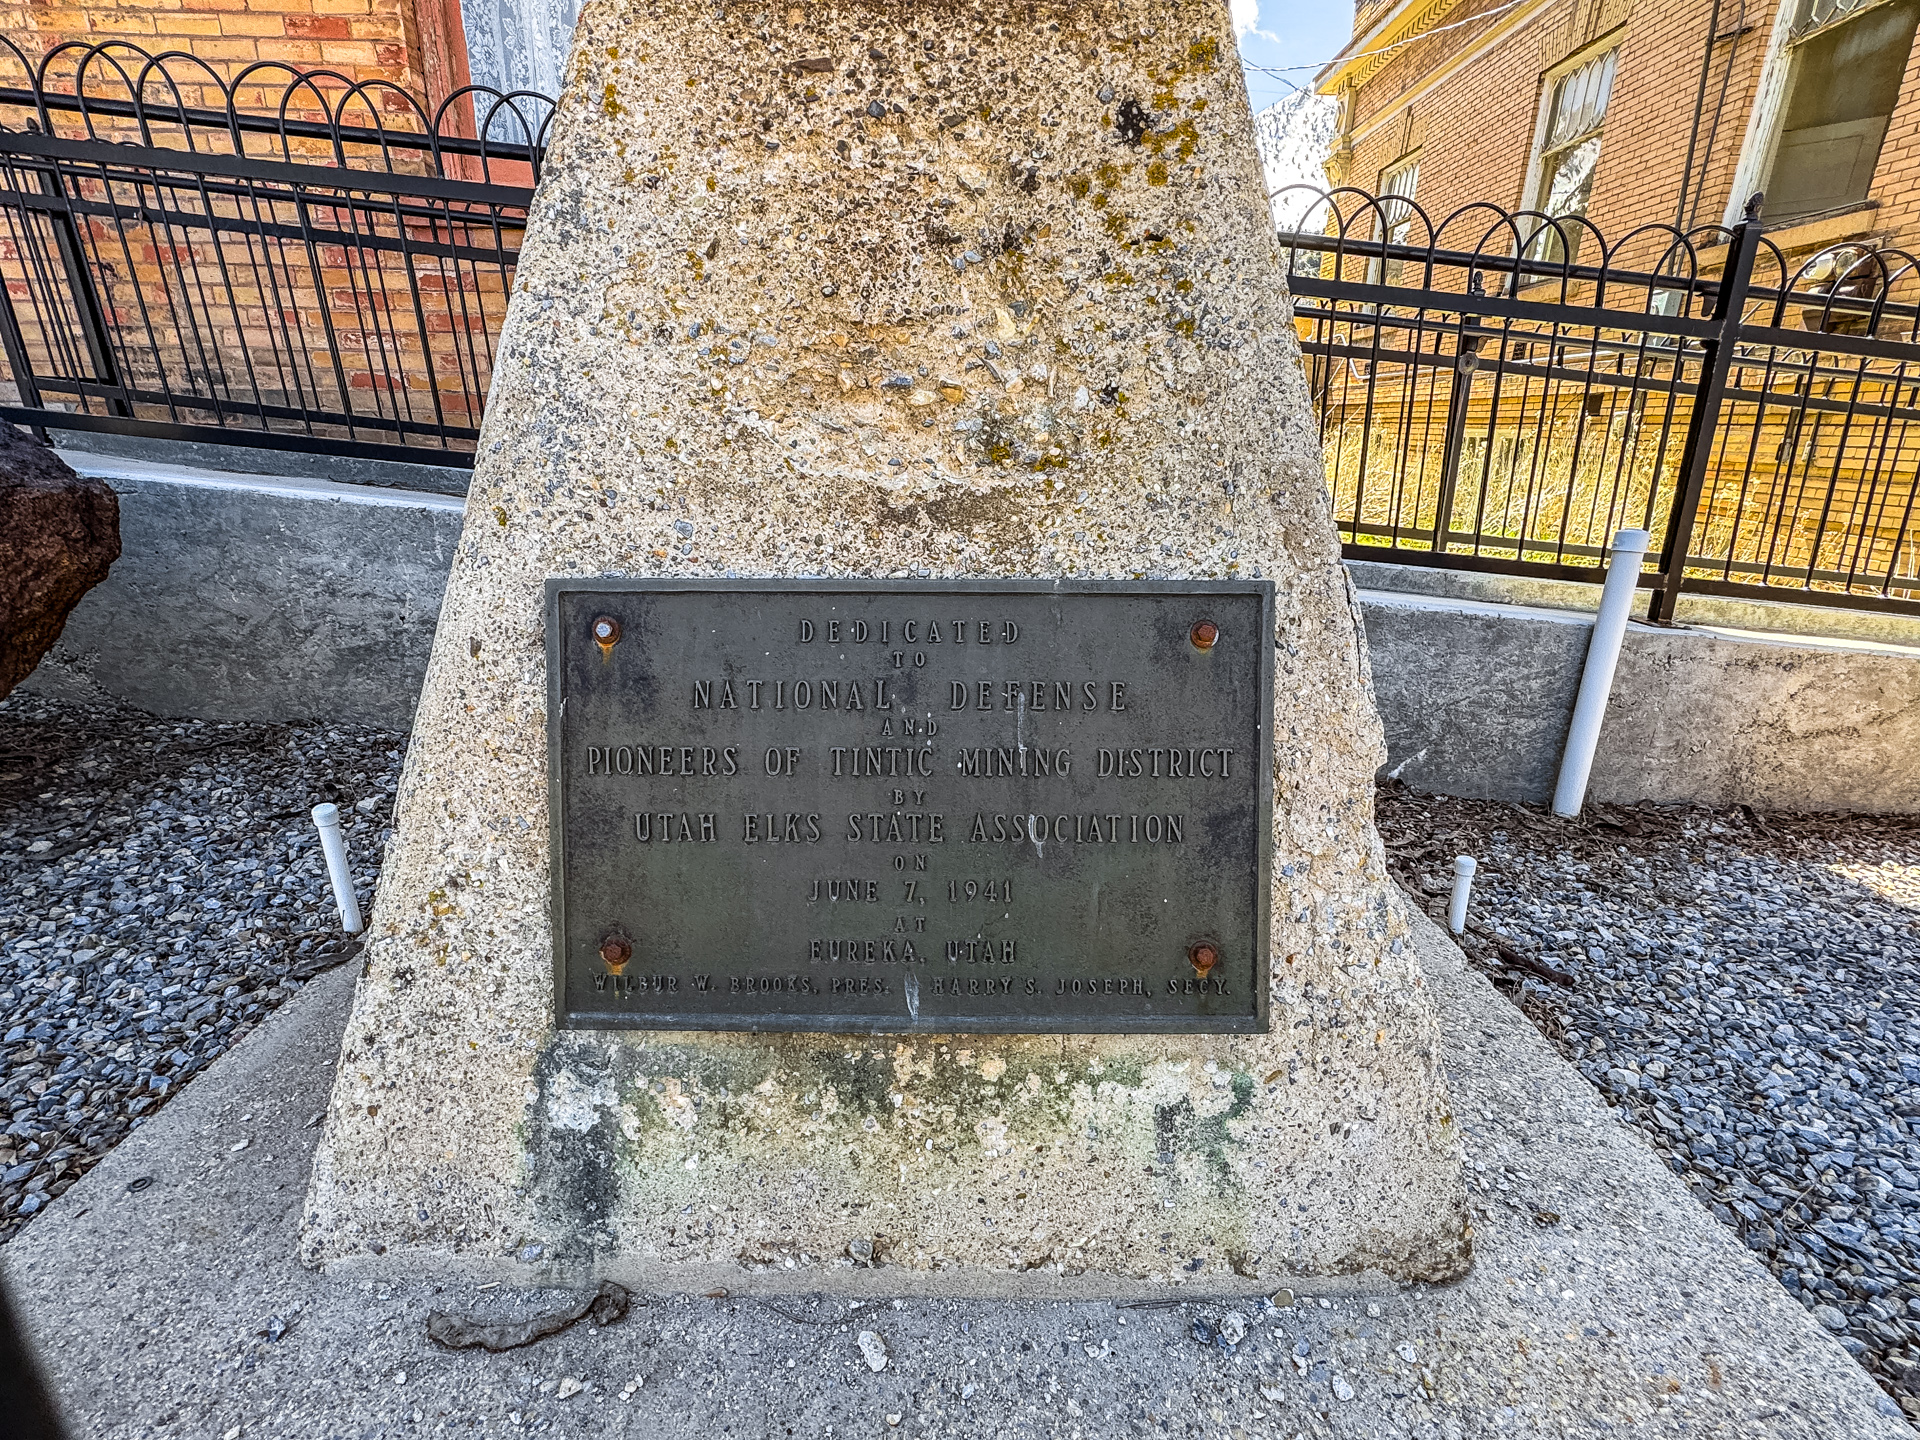 DEDICATED
TO
NATIONAL DEFENSE
AND
PIONEERS OF TINTIC MINING DISTRICT
BY
UTAH ELKS STATE ASSOCIATION
ON
JUNE 7, 1941
AT
EUREKA, UTAH
WILBUR W. BROOKS, PRES. HARRY S. JOSEPH, SECY.